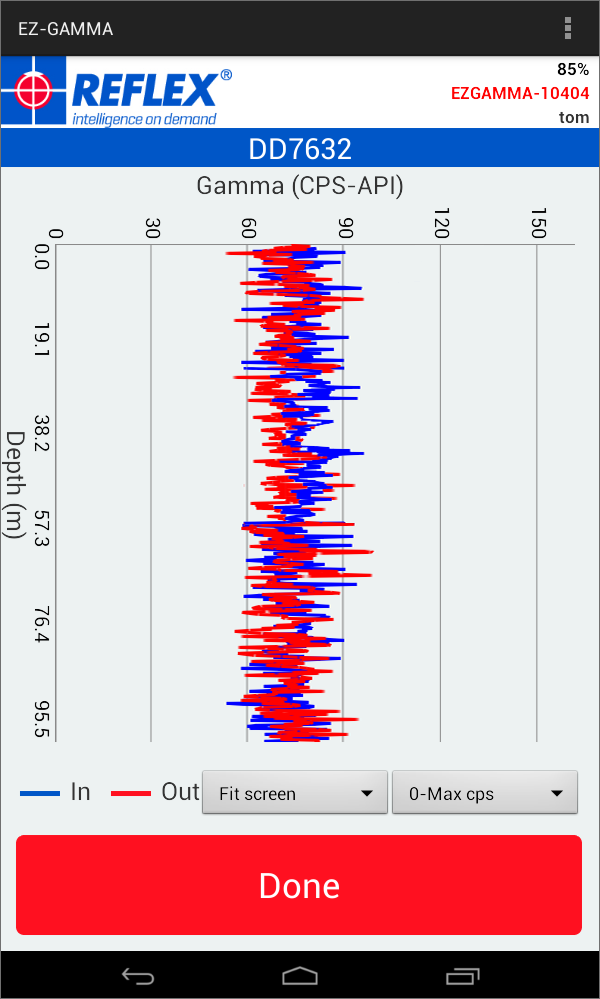 EZ-GAMMA
REFLEX®
intelligence on demand
85%
EZGAMMA-10404
tom
DD7632
Gamma (CPS-API)
0 30 60 90 120 150
0.0
19.1
38.2
57.3
76.4
95.5
Depth (m)
In Out Fit screen 0-Max cps
Done